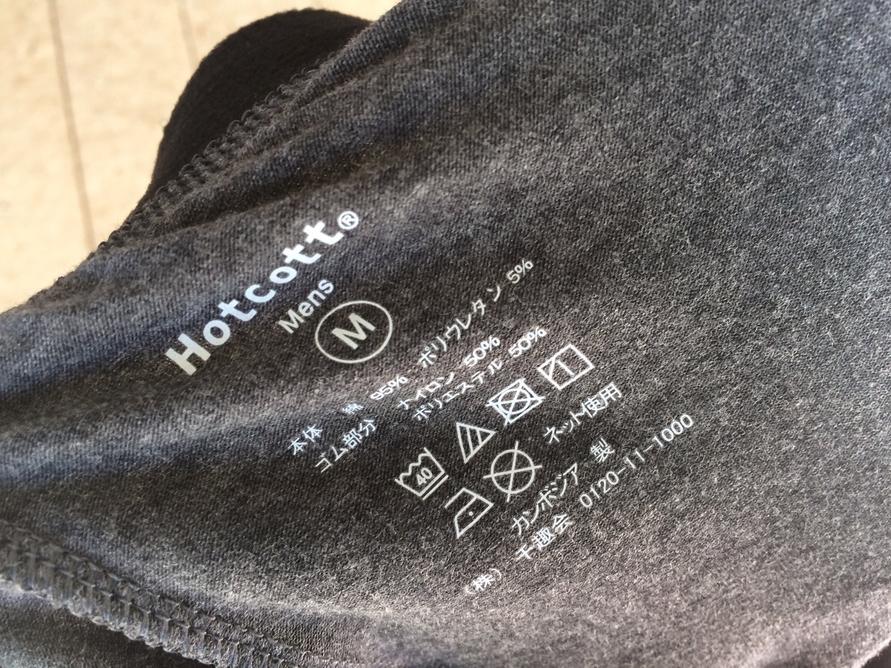 Hotcott®
Mens
M
本体 綿 95% ポリウレタン 5%
ゴム部分 ナイロン 50%
ポリエステル 50%
40
ネット使用
カンボジア 製
(株) 千趣会 0120-11-1000